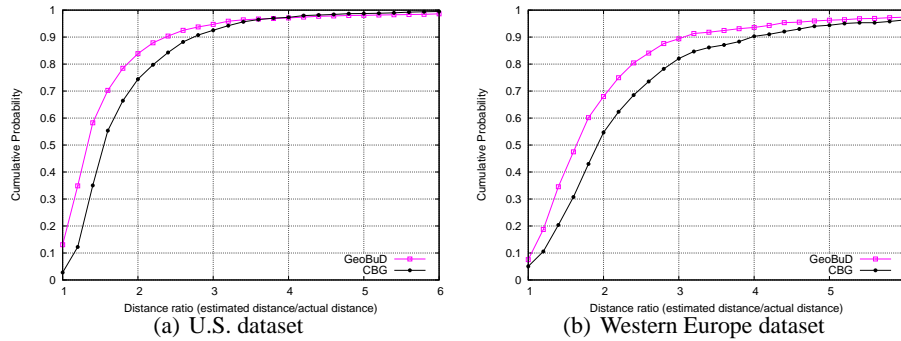 Cumulative Probability
1
0.9
0.8
0.7
0.6
0.5
0.4
0.3
0.2
0.1
0
GeoBuD
CBG
1 2 3 4 5 6
Distance ratio (estimated distance/actual distance)
(a) U.S. dataset
Cumulative Probability
1
0.9
0.8
0.7
0.6
0.5
0.4
0.3
0.2
0.1
0
GeoBuD
CBG
1 2 3 4 5
Distance ratio (estimated distance/actual distance)
(b) Western Europe dataset